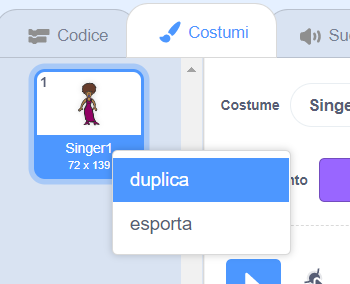 Codice
Costumi
Su
1
Singer1
72 x 139
Costume
Singe
duplica
nto
esporta